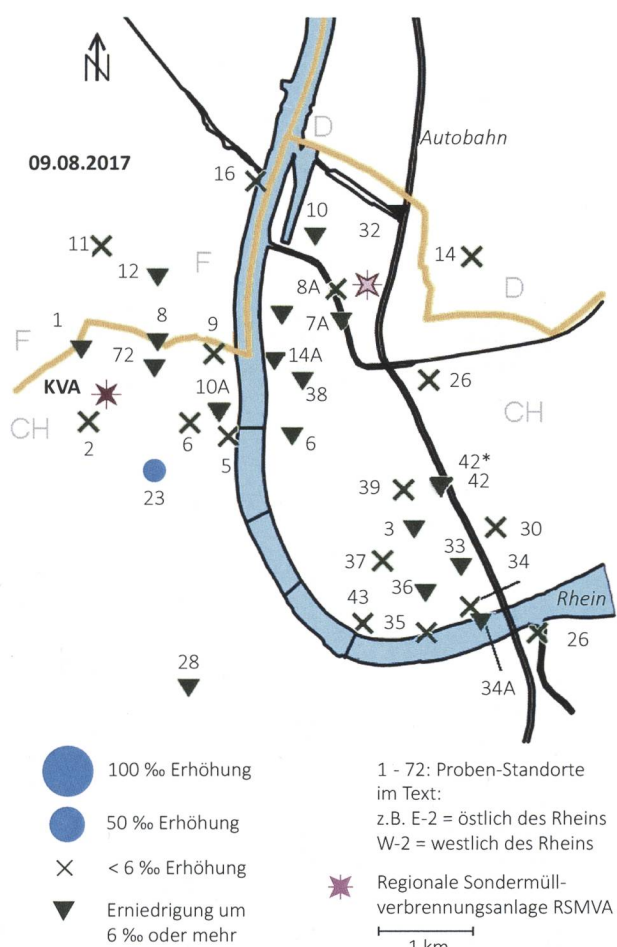 N
D
Autobahn
09.08.2017
16
10
32
11
14
F
12
8A
D
1
8
9
7A
F
72
14A
KVA
10A
38
26
CH
CH
2
6
5
6
42*
23
39
42
3
30
33
37
34
36
Rhein
43
35
26
28
34A
100 ‰ Erhöhung
50 ‰ Erhöhung
< 6 ‰ Erhöhung
Erniedrigung um
6 ‰ oder mehr
1 - 72: Proben-Standorte
im Text:
z.B. E-2 = östlich des Rheins
W-2 = westlich des Rheins
Regionale Sondermüll-
verbrennungsanlage RSMVA
1 km